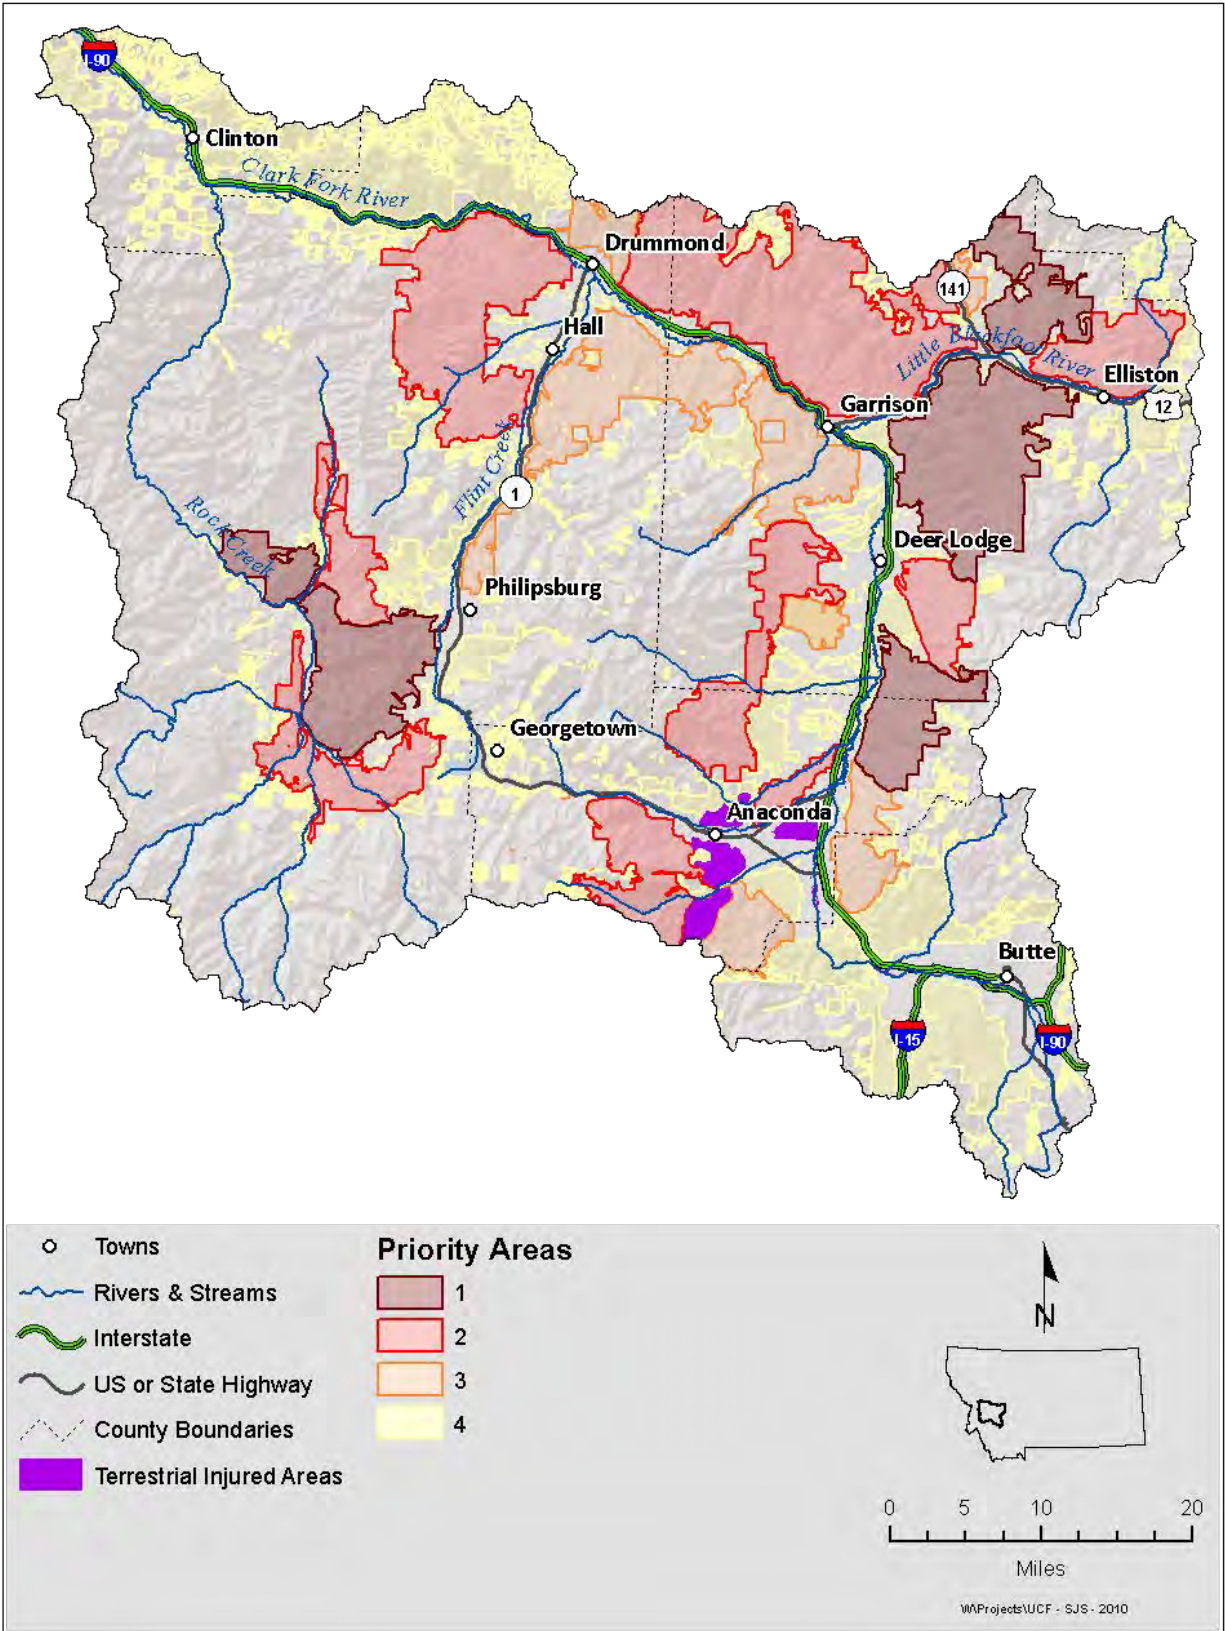 I-90
Clinton
Clark Fork River
Drummond
141
Hall
Little Blackfoot River
Elliston
12
Garrison
Flint Creek
1
Rock Creek
Deer Lodge
Philipsburg
Georgetown
Anaconda
Butte
I-15
I-90
Towns
Rivers & Streams
Interstate
US or State Highway
County Boundaries
Terrestrial Injured Areas
Priority Areas
1
2
3
4
N
0 5 10 20
Miles
W\Projects\UCF - SJS - 2010